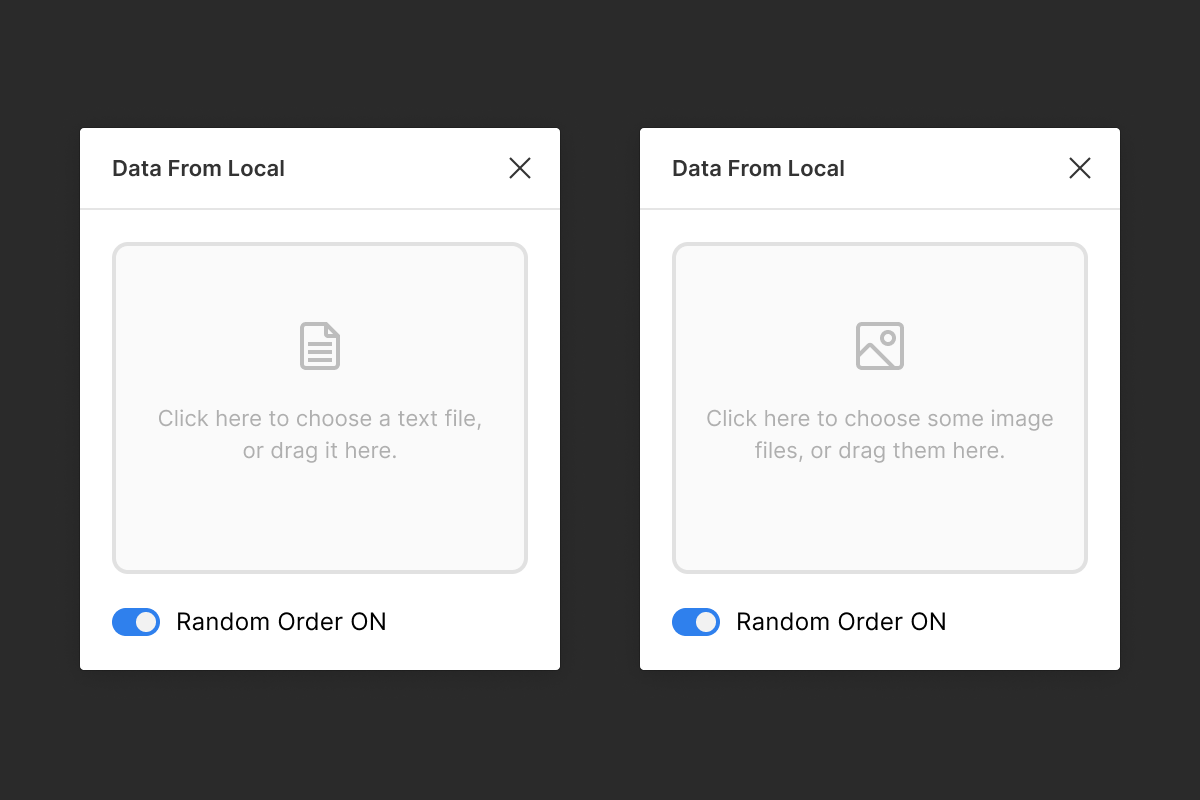 Data From Local
Click here to choose a text file,
or drag it here.
Random Order ON
Data From Local
Click here to choose some image
files, or drag them here.
Random Order ON